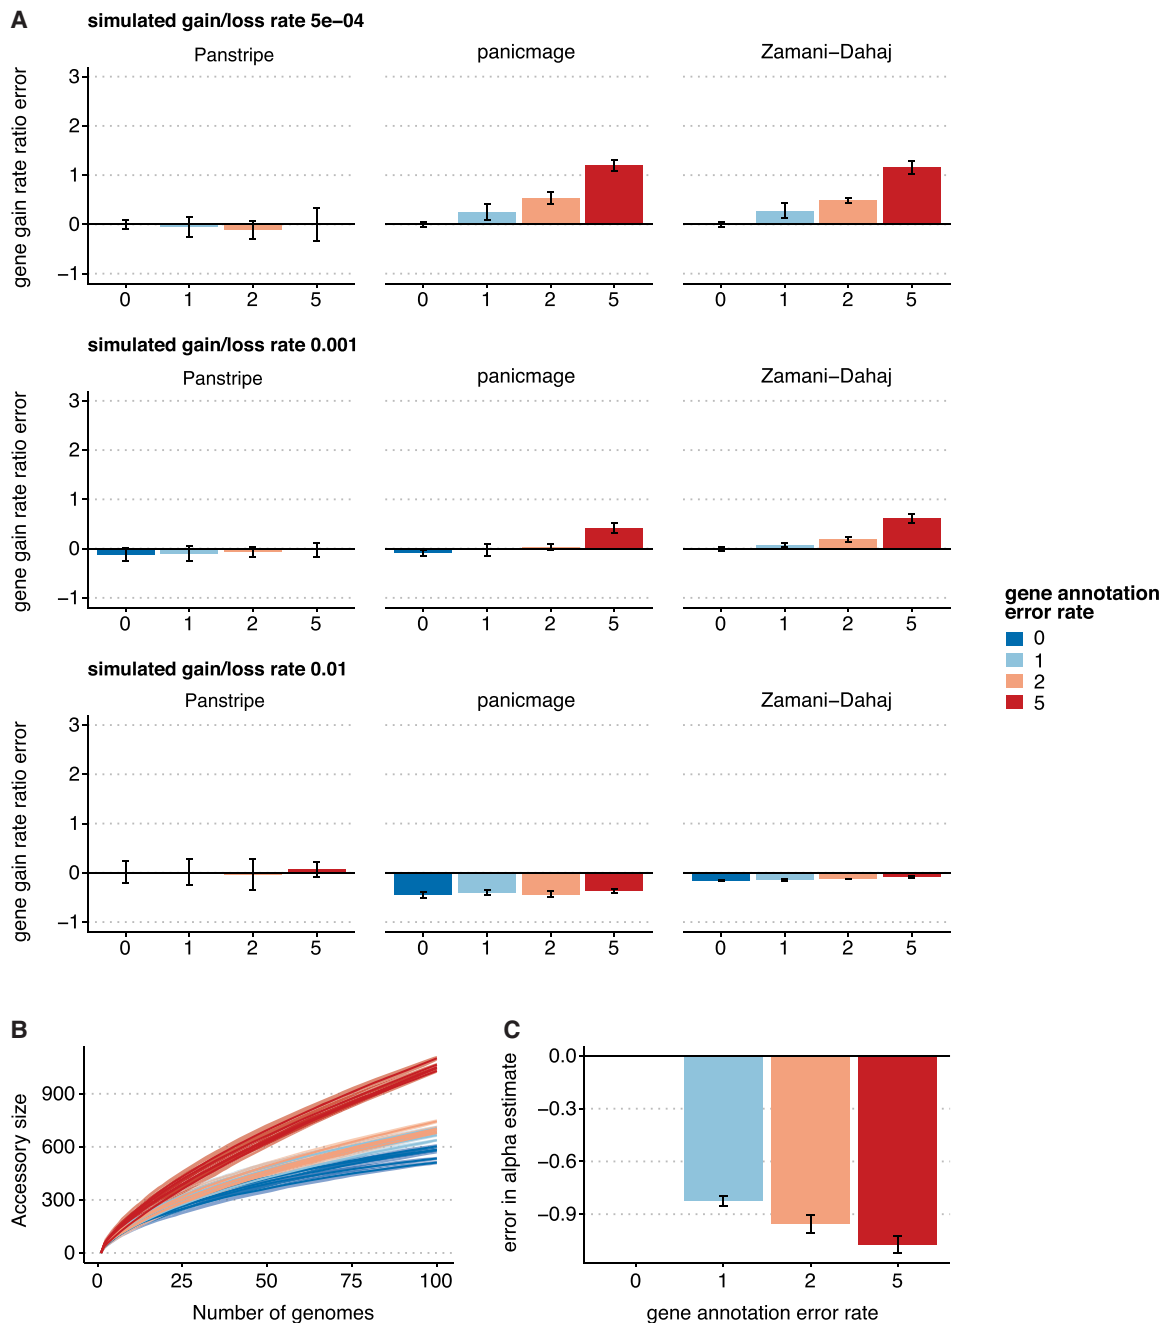 A
simulated gain/loss rate 5e−04
Panstripe
panicmage
Zamani−Dahaj
gene gain rate ratio error
3
2
1
0
−1
0 1 2 5
0 1 2 5
0 1 2 5
simulated gain/loss rate 0.001
Panstripe
panicmage
Zamani−Dahaj
gene gain rate ratio error
3
2
1
0
−1
0 1 2 5
0 1 2 5
0 1 2 5
simulated gain/loss rate 0.01
Panstripe
panicmage
Zamani−Dahaj
gene gain rate ratio error
3
2
1
0
−1
0 1 2 5
0 1 2 5
0 1 2 5
gene annotation
error rate
0
1
2
5
B
Accessory size
900
600
300
0
0 25 50 75 100
Number of genomes
C
error in alpha estimate
0.0
−0.3
−0.6
−0.9
0 1 2 5
gene annotation error rate